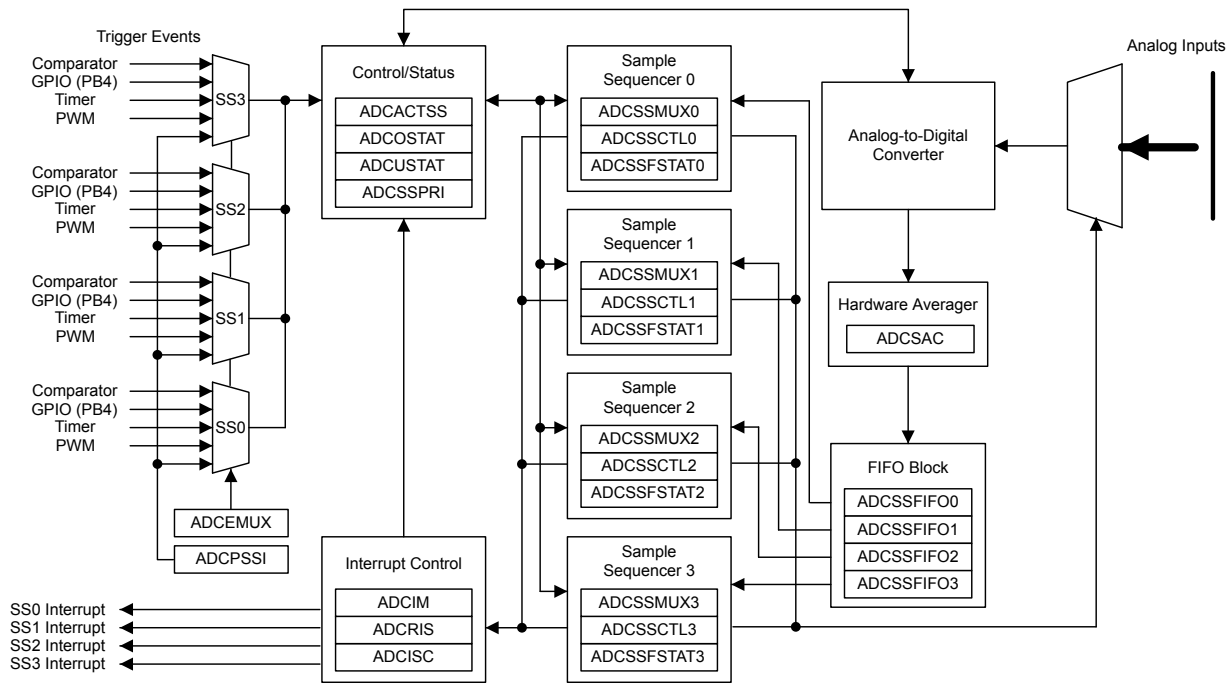 Trigger Events
Comparator
GPIO (PB4)
Timer
PWM
SS3
Comparator
GPIO (PB4)
Timer
PWM
SS2
Comparator
GPIO (PB4)
Timer
PWM
SS1
Comparator
GPIO (PB4)
Timer
PWM
SS0
ADCEMUX
ADCPSSI
Control/Status
ADCACTSS
ADCOSTAT
ADCUSTAT
ADCSSPRI
Interrupt Control
ADCIM
ADCRIS
ADCISC
SS0 Interrupt
SS1 Interrupt
SS2 Interrupt
SS3 Interrupt
Sample
Sequencer 0
ADCSSMUX0
ADCSSCTL0
ADCSSFSTAT0
Sample
Sequencer 1
ADCSSMUX1
ADCSSCTL1
ADCSSFSTAT1
Sample
Sequencer 2
ADCSSMUX2
ADCSSCTL2
ADCSSFSTAT2
Sample
Sequencer 3
ADCSSMUX3
ADCSSCTL3
ADCSSFSTAT3
Analog-to-Digital
Converter
Hardware Averager
ADCSAC
FIFO Block
ADCSSFIFO0
ADCSSFIFO1
ADCSSFIFO2
ADCSSFIFO3
Analog Inputs